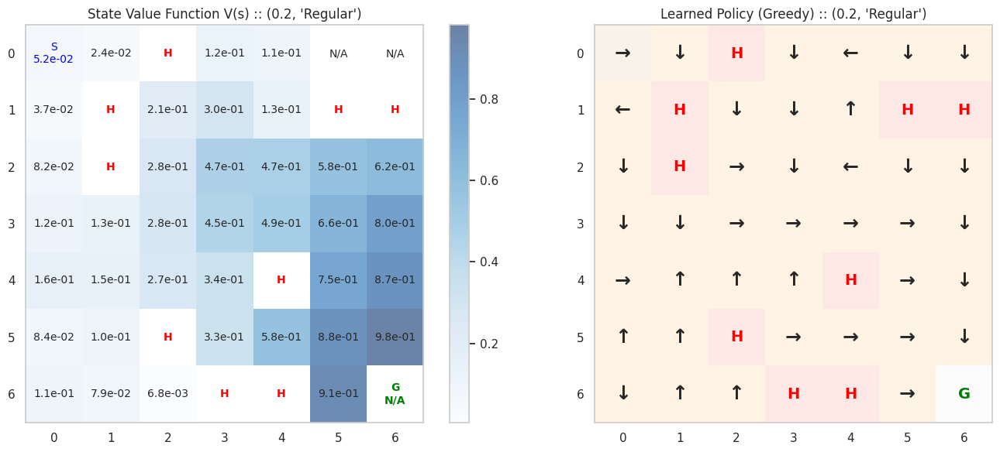 State Value Function V(s) :: (0.2, 'Regular')
0 S 5.2e-02 2.4e-02 H 1.2e-01 1.1e-01 N/A N/A
1 3.7e-02 H 2.1e-01 3.0e-01 1.3e-01 H H
2 8.2e-02 H 2.8e-01 4.7e-01 4.7e-01 5.8e-01 6.2e-01
3 1.2e-01 1.3e-01 2.8e-01 4.5e-01 4.9e-01 6.6e-01 8.0e-01
4 1.6e-01 1.5e-01 2.7e-01 3.4e-01 H 7.5e-01 8.7e-01
5 8.4e-02 1.0e-01 H 3.3e-01 5.8e-01 8.8e-01 9.8e-01
6 1.1e-01 7.9e-02 6.8e-03 H H 9.1e-01 G N/A
0 1 2 3 4 5 6
0.8
0.6
0.4
0.2
Learned Policy (Greedy) :: (0.2, 'Regular')
0 → ↓ H ↓ ← ↓ ↓
1 ← H ↓ ↓ ↑ H H
2 ↓ H → ↓ ← ↓ ↓
3 ↓ ↓ → → → → ↓
4 → ↑ ↑ ↑ H → ↓
5 ↑ ↑ H → → → ↓
6 ↓ ↑ ↑ H H → G
0 1 2 3 4 5 6